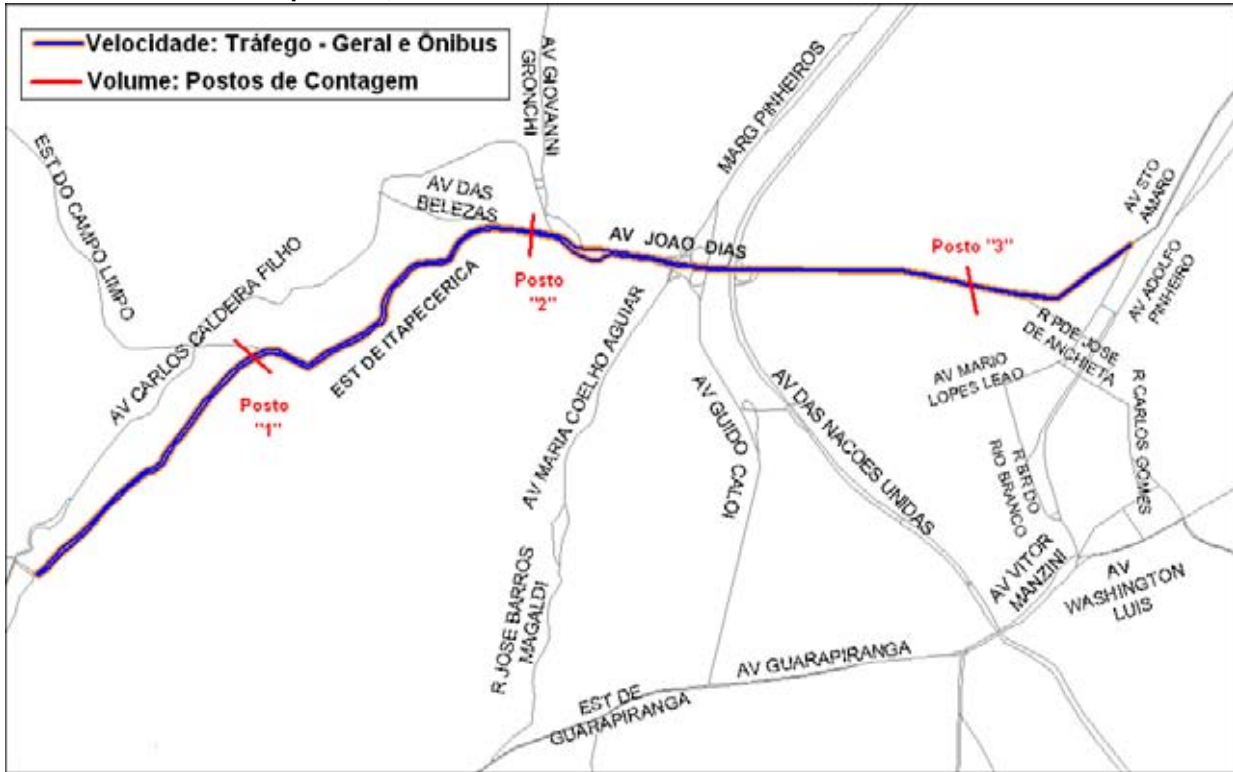 Velocidade: Tráfego - Geral e Ônibus
Volume: Postos de Contagem
AV GIOVANNI
GRONCHI
MARG PINHEIROS
EST DO CAMPO LIMPO
AV DAS
BELEZAS
AV STO
AMARO
AV JOAO DIAS
Posto "3"
AV CARLOS CALDEIRA FILHO
Posto
"2"
AV ADOLFO
PINHEIRO
EST DE ITAPECERICA
R PDE JOSE
DE ANCHIETA
AV MARIO
LOPES LEAO
Posto
"1"
AV MARIA COELHO AGUIAR
AV GUIDO CALOI
AV DAS NACOES UNIDAS
R CARLOS GOMES
R BR DO
RIO BRANCO
AV VITOR
MANZINI
AV
WASHINGTON
LUIS
R JOSE BARROS
MAGALDI
AV GUARAPIRANGA
EST DE
GUARAPIRANGA